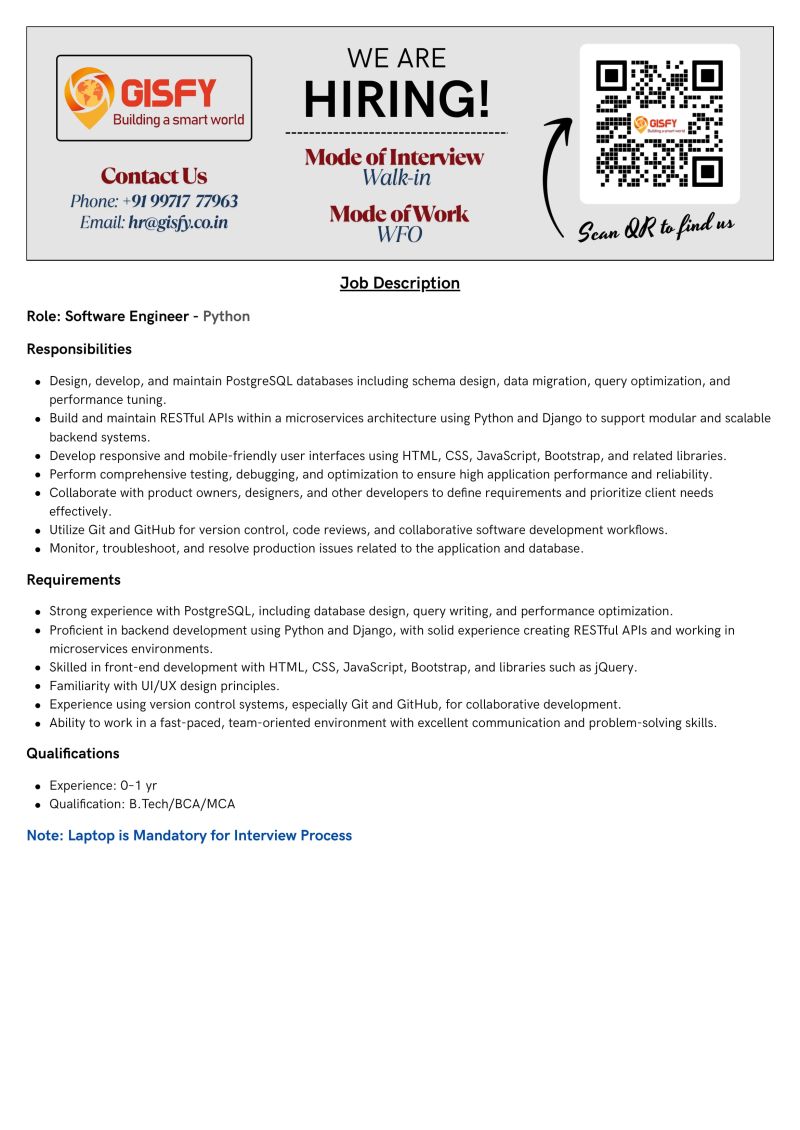 GISFY
Building a smart world
Contact Us
Phone: +91 99717 77963
Email: hr@gisfy.co.in
WE ARE
HIRING!
Mode of Interview
Walk-in
Mode of Work
WFO
GISFY
Building a smart world
Scan QR to find us
Job Description
Role: Software Engineer - Python
Responsibilities
• Design, develop, and maintain PostgreSQL databases including schema design, data migration, query optimization, and
performance tuning.
• Build and maintain RESTful APIs within a microservices architecture using Python and Django to support modular and scalable
backend systems.
• Develop responsive and mobile-friendly user interfaces using HTML, CSS, JavaScript, Bootstrap, and related libraries.
• Perform comprehensive testing, debugging, and optimization to ensure high application performance and reliability.
• Collaborate with product owners, designers, and other developers to define requirements and prioritize client needs
effectively.
• Utilize Git and GitHub for version control, code reviews, and collaborative software development workflows.
• Monitor, troubleshoot, and resolve production issues related to the application and database.
Requirements
• Strong experience with PostgreSQL, including database design, query writing, and performance optimization.
• Proficient in backend development using Python and Django, with solid experience creating RESTful APIs and working in
microservices environments.
• Skilled in front-end development with HTML, CSS, JavaScript, Bootstrap, and libraries such as jQuery.
• Familiarity with UI/UX design principles.
• Experience using version control systems, especially Git and GitHub, for collaborative development.
• Ability to work in a fast-paced, team-oriented environment with excellent communication and problem-solving skills.
Qualifications
• Experience: 0–1 yr
• Qualification: B.Tech/BCA/MCA
Note: Laptop is Mandatory for Interview Process